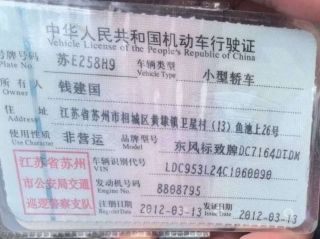 中华人民共和国机动车行驶证
Vehicle License of the People's Republic of China
号牌号码 苏E258H9 车辆类型 小型轿车
Plate No. Vehicle Type
所有人 钱建国
Owner
住址 江苏省苏州市相城区黄埭镇卫星村(13)鱼池上26号
Address
使用性质 非营运 东风标致牌DC7164DTDM
Use Character
江苏省苏州 车辆识别代号 LDC953L24C1060090
VIN
市公安局交通 发动机号码 8808795
Engine No.
巡逻警察支队 注册日期 2012-03-13 发证日期 2012-03-13
Register Date Issue Date